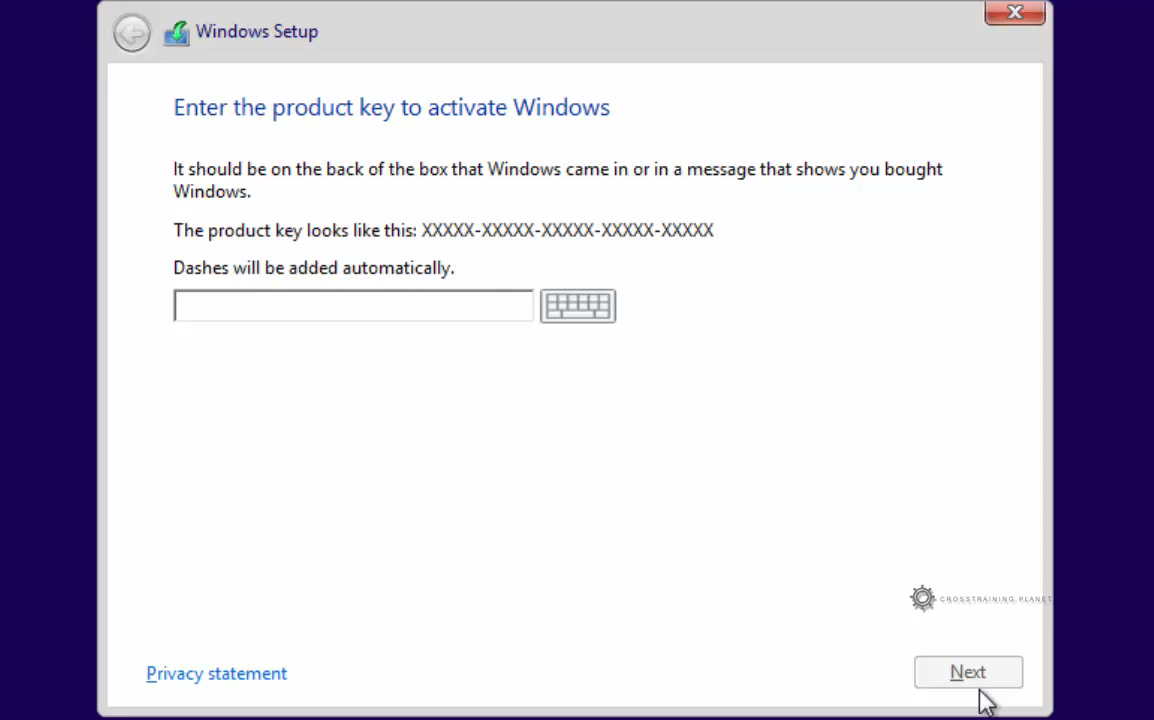 Windows Setup
Enter the product key to activate Windows
It should be on the back of the box that Windows came in or in a message that shows you bought
Windows.
The product key looks like this: XXXXX-XXXXX-XXXXX-XXXXX-XXXXX
Dashes will be added automatically.
CROSSTRAINING.PLANET
Privacy statement
Next